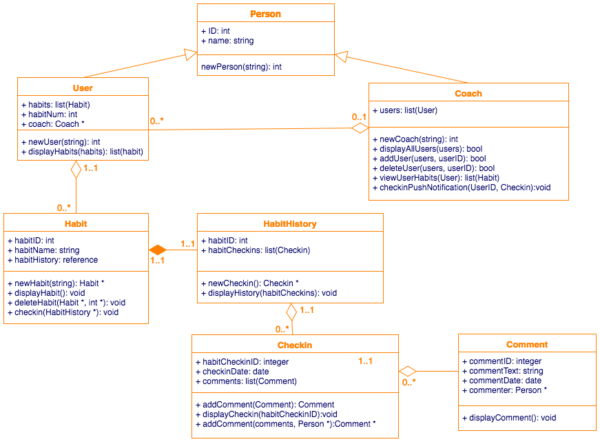 Person
+ ID: int
+ name: string
newPerson(string): int
User
+ habits: list(Habit)
+ habitNum: int
+ coach: Coach *
+ newUser(string): int
+ displayHabits(habits): list(habit)
Coach
+ users: list(User)
+ newCoach(string): int
+ displayAllUsers(users): bool
+ addUser(users, userID): bool
+ deleteUser(users, userID): bool
+ viewUserHabits(User): list(Habit)
+ checkinPushNotification(UserID, Checkin):void
0..*
0..1
1..1
0..*
Habit
+ habitID: int
+ habitName: string
+ habitHistory: reference
+ newHabit(string): Habit *
+ displayHabit(): void
+ deleteHabit(Habit *, int *): void
+ checkin(HabitHistory *): void
1..1
1..1
HabitHistory
+ habitID: int
+ habitCheckins: list(Checkin)
+ newCheckin(): Checkin *
+ displayHistory(habitCheckins): void
1..1
0..*
Checkin
+ habitCheckinID: integer
+ checkinDate: date
+ comments: list(Comment)
+ addComment(Comment): Comment
+ displayCheckin(habitCheckinID):void
+ addComment(comments, Person *):Comment *
1..1
0..*
Comment
+ commentID: integer
+ commentText: string
+ commentDate: date
+ commenter: Person *
+ displayComment(): void